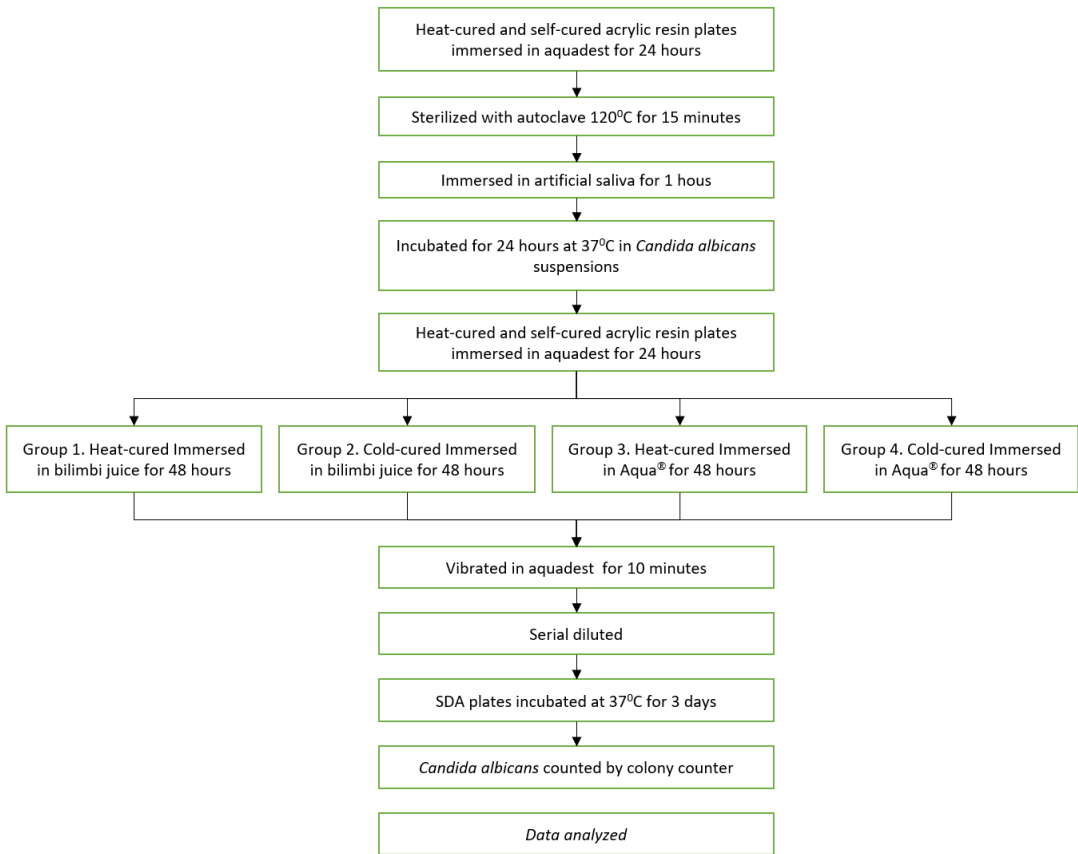 Heat-cured and self-cured acrylic resin plates
immersed in aquadest for 24 hours
Sterilized with autoclave 120⁰C for 15 minutes
Immersed in artificial saliva for 1 hous
Incubated for 24 hours at 37⁰C in Candida albicans
suspensions
Heat-cured and self-cured acrylic resin plates
immersed in aquadest for 24 hours
Group 1. Heat-cured Immersed
in bilimbi juice for 48 hours
Group 2. Cold-cured Immersed
in bilimbi juice for 48 hours
Group 3. Heat-cured Immersed
in Aqua® for 48 hours
Group 4. Cold-cured Immersed
in Aqua® for 48 hours
Vibrated in aquadest  for 10 minutes
Serial diluted
SDA plates incubated at 37⁰C for 3 days
Candida albicans counted by colony counter
Data analyzed